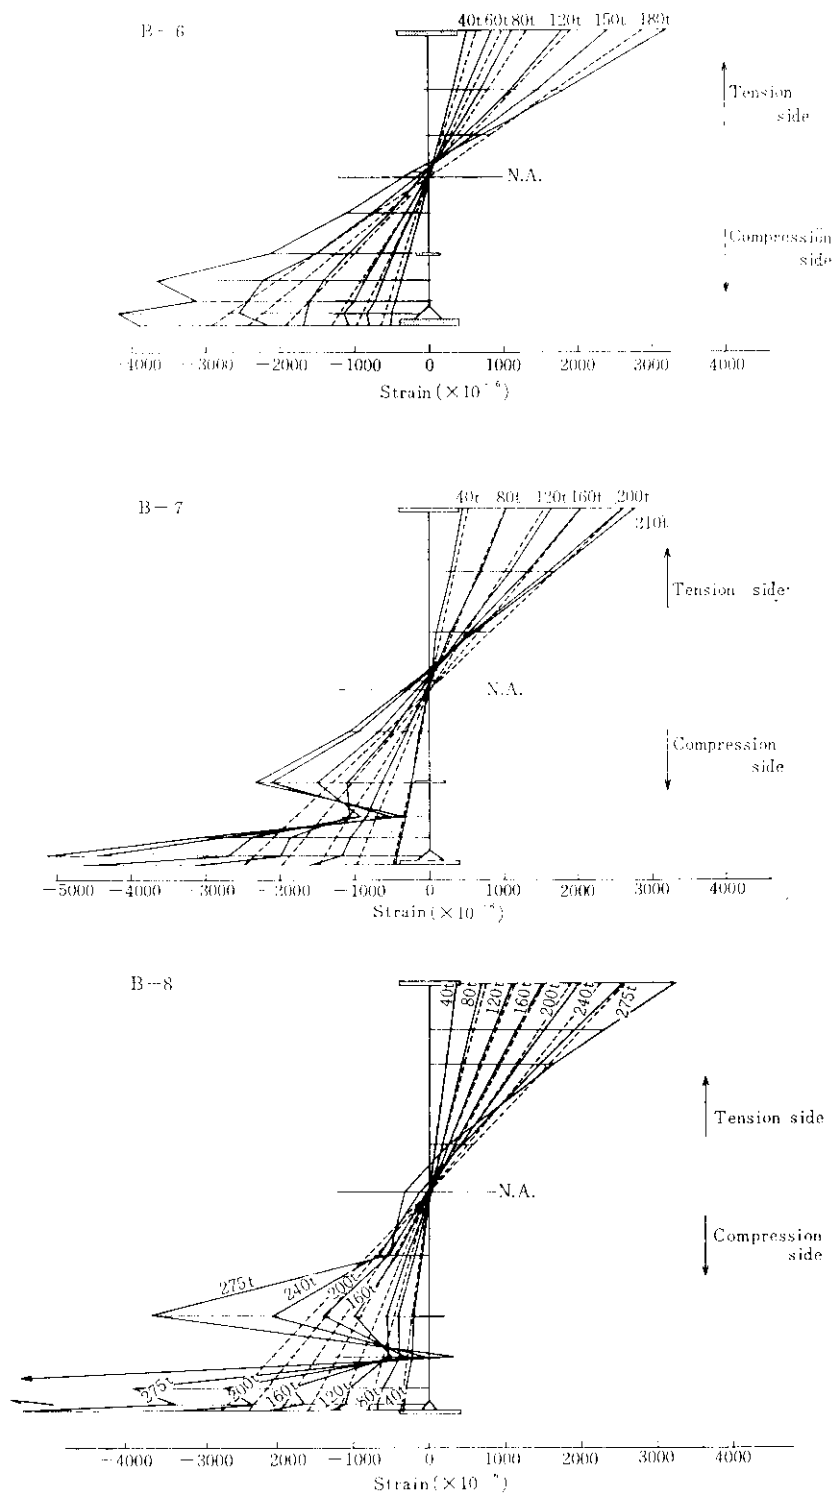 B-6
40t 60t 80t 120t 150t 180t
Tension
side
N.A.
Compression
side
-4000 -3000 -2000 -1000 0 1000 2000 3000 4000
Strain(×10⁻⁶)
B-7
40t 80t 120t 160t 200t
210t
Tension side
N.A.
Compression
side
-5000 -4000 -3000 -2000 -1000 0 1000 2000 3000 4000
Strain(×10⁻⁶)
B-8
40t 80t 120t 160t 200t 240t 275t
Tension side
N.A.
Compression
side
275t 240t 200t 160t
275t 200t 160t 120t 80t 40t
-4000 -3000 -2000 -1000 0 1000 2000 3000 4000
Strain(×10⁻⁶)